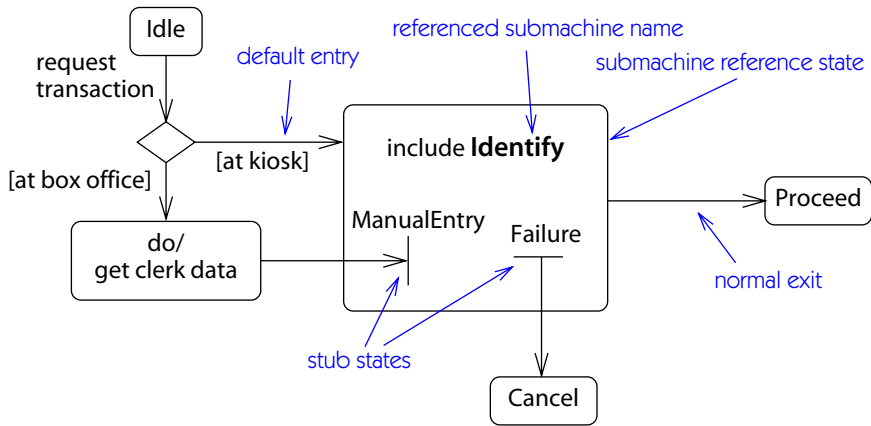 Idle
referenced submachine name
request
transaction
default entry
submachine reference state
include Identify
[at kiosk]
[at box office]
Proceed
ManualEntry
Failure
do/
get clerk data
normal exit
stub states
Cancel